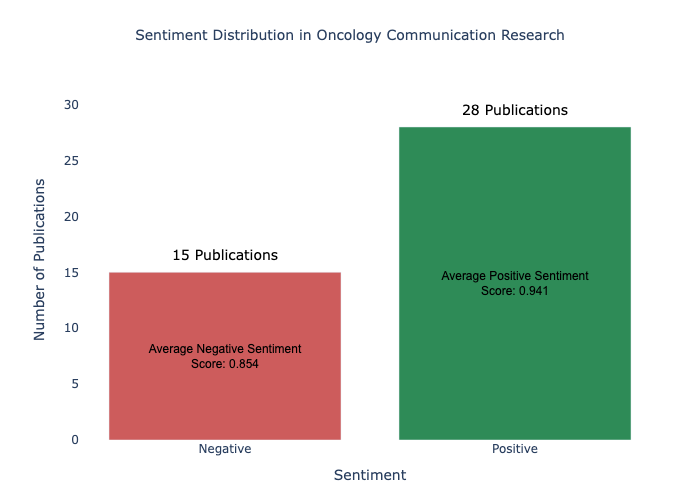 Sentiment Distribution in Oncology Communication Research
30
28 Publications
25
20
Number of Publications
15 Publications
15
Average Positive Sentiment
Score: 0.941
10
Average Negative Sentiment
Score: 0.854
5
0
Negative
Positive
Sentiment